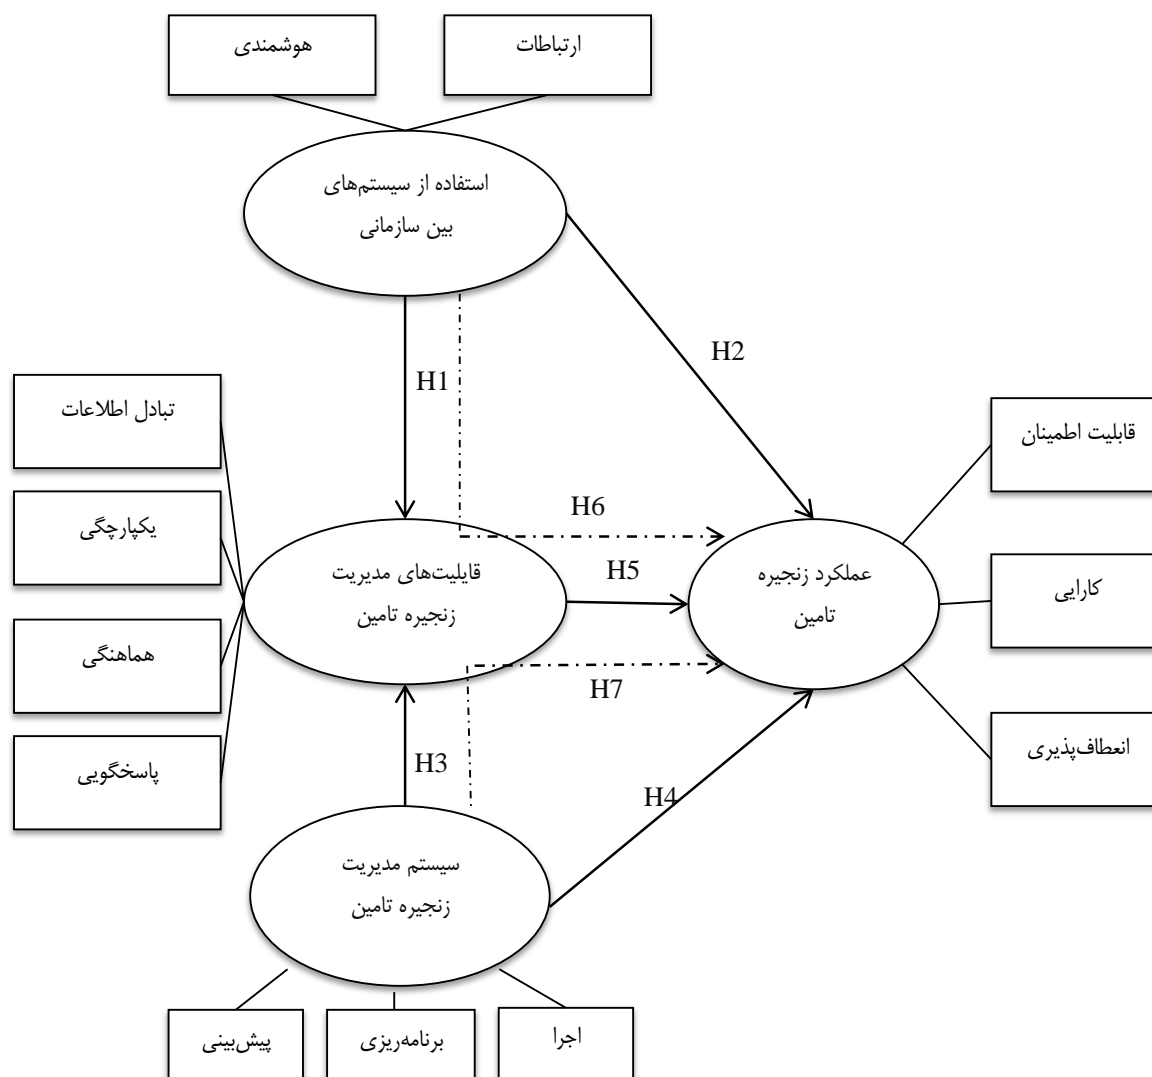 ارتباطات
هوشمندی
استفاده از سیستم‌های
بین سازمانی
H2
H1
تبادل اطلاعات
قابلیت اطمینان
یکپارچگی
H6
قایلیت‌های مدیریت
زنجیره تامین
H5
عملکرد زنجیره
تامین
کارایی
هماهنگی
H7
انعطاف‌پذیری
پاسخگویی
H3
H4
سیستم مدیریت
زنجیره تامین
اجرا
برنامه‌ریزی
پیش‌بینی